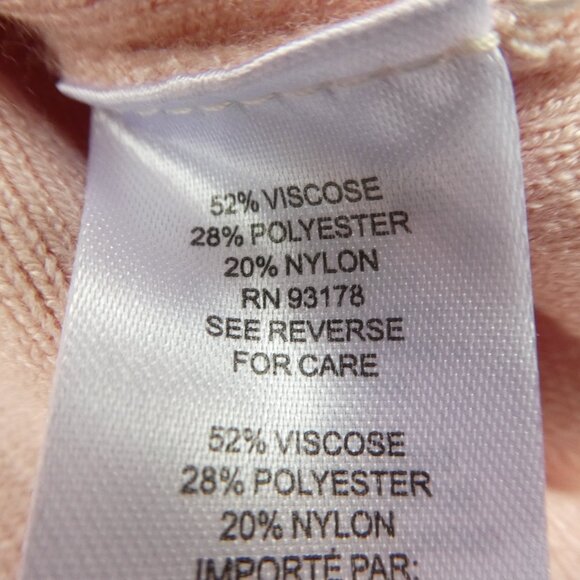 52% VISCOSE
28% POLYESTER
20% NYLON
RN 93178
SEE REVERSE
FOR CARE
52% VISCOSE
28% POLYESTER
20% NYLON
IMPORTÉ PAR: